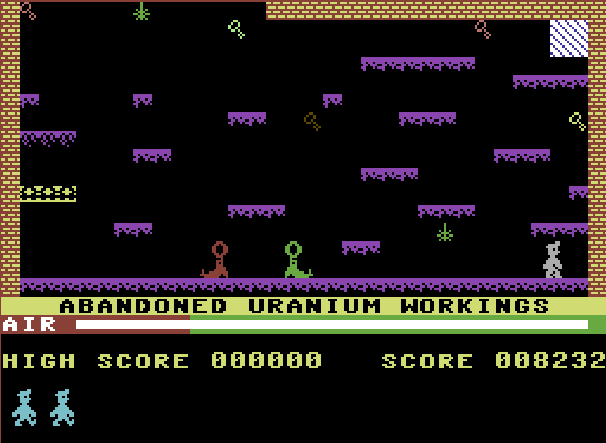 ABANDONED URANIUM WORKINGS
AIR
HIGH SCORE 000000 SCORE 008232